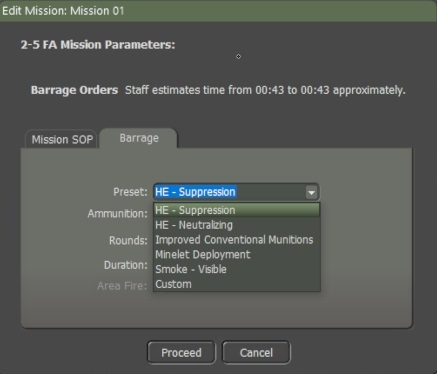 Edit Mission: Mission 01
2-5 FA Mission Parameters:
Barrage Orders Staff estimates time from 00:43 to 00:43 approximately.
Mission SOP Barrage
Preset: HE - Suppression
Ammunition: HE - Suppression
HE - Neutralizing
Rounds: Improved Conventional Munitions
Minelet Deployment
Duration: Smoke - Visible
Area Fire: Custom
Proceed Cancel